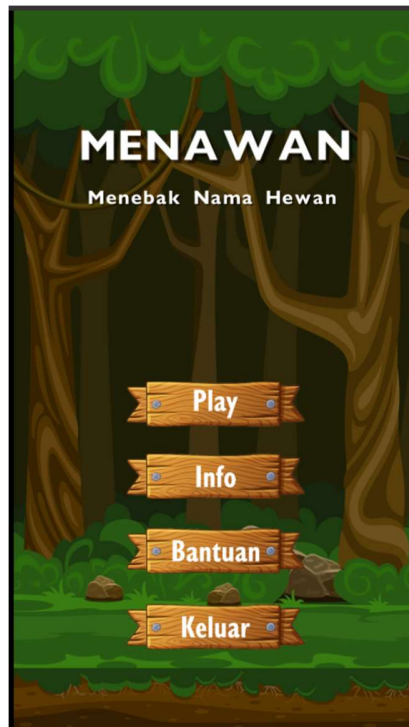 MENAWAN
Menebak Nama Hewan
Play
Info
Bantuan
Keluar